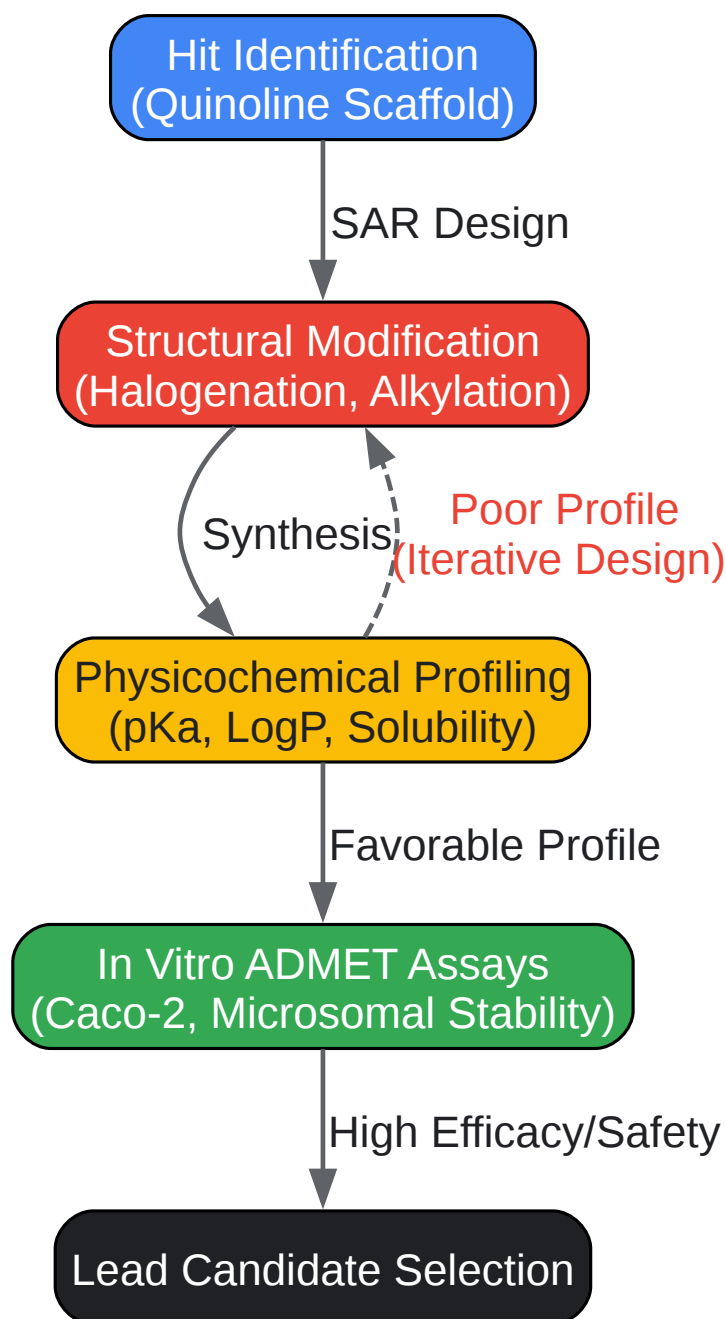 Hit Identification
(Quinoline Scaffold)
SAR Design
Structural Modification
(Halogenation, Alkylation)
Synthesis
Poor Profile
(Iterative Design)
Physicochemical Profiling
(pKa, LogP, Solubility)
Favorable Profile
In Vitro ADMET Assays
(Caco-2, Microsomal Stability)
High Efficacy/Safety
Lead Candidate Selection